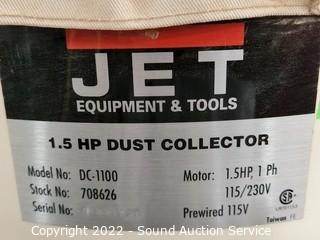 JET
EQUIPMENT & TOOLS
1.5 HP DUST COLLECTOR
Model No: DC-1100
Motor: 1.5HP, 1 Ph
Stock No: 708626
115/230V
Serial No:
Prewired 115V
Taiwan
Copyright 2022 - Sound Auction Service